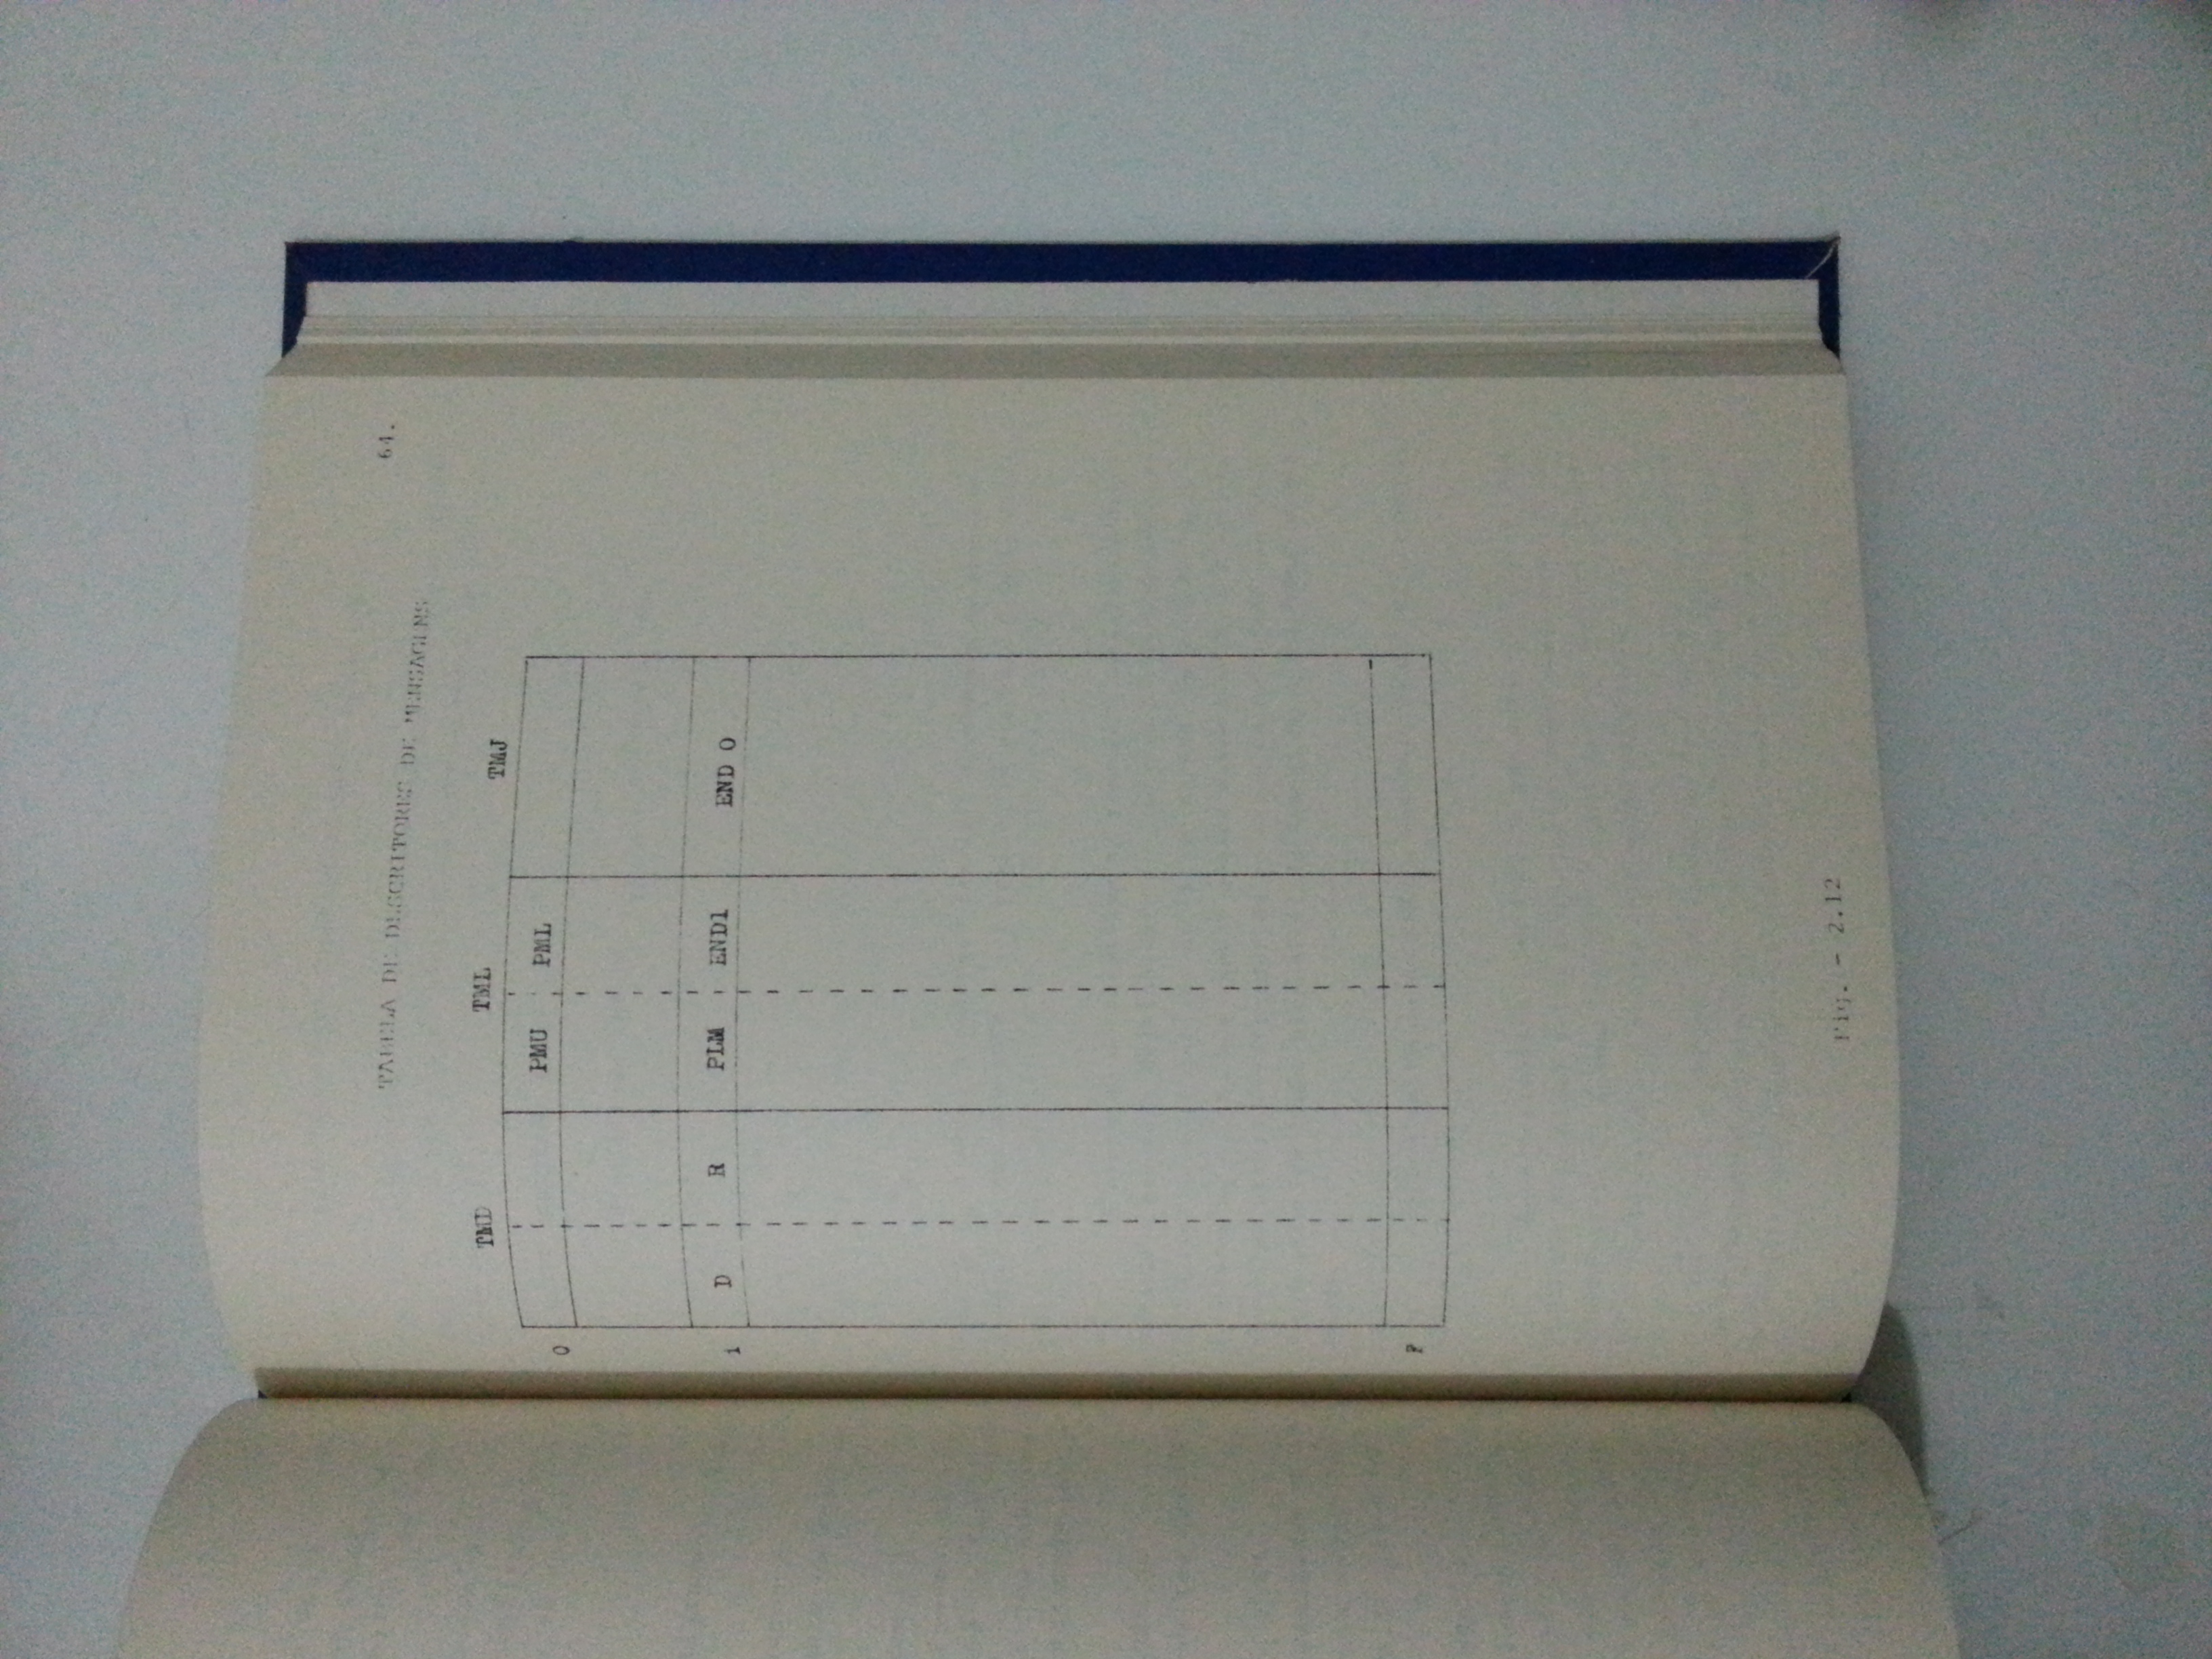 64.
TABELA DE DESCRITORES DE MENSAGENS
TMD TML TMJ
0 PMU PML
1 D R PLM END1 END 0
Fig. - 2.12